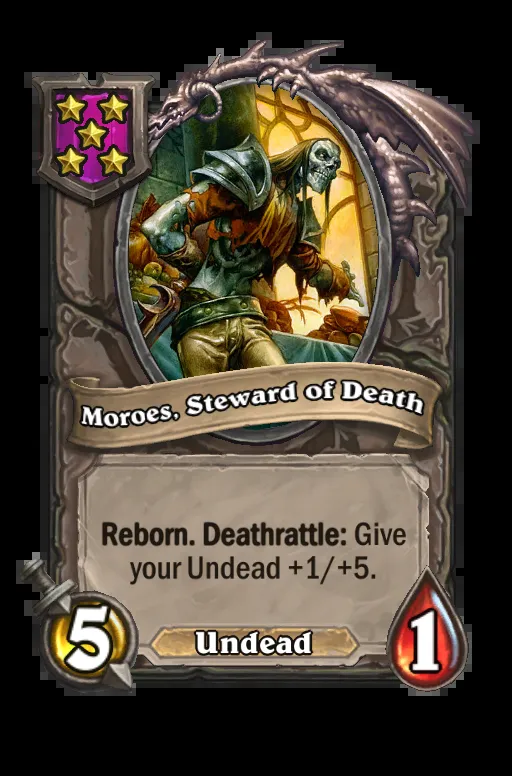 Moroes, Steward of Death
Reborn. Deathrattle: Give
your Undead +1/+5.
5
Undead
1